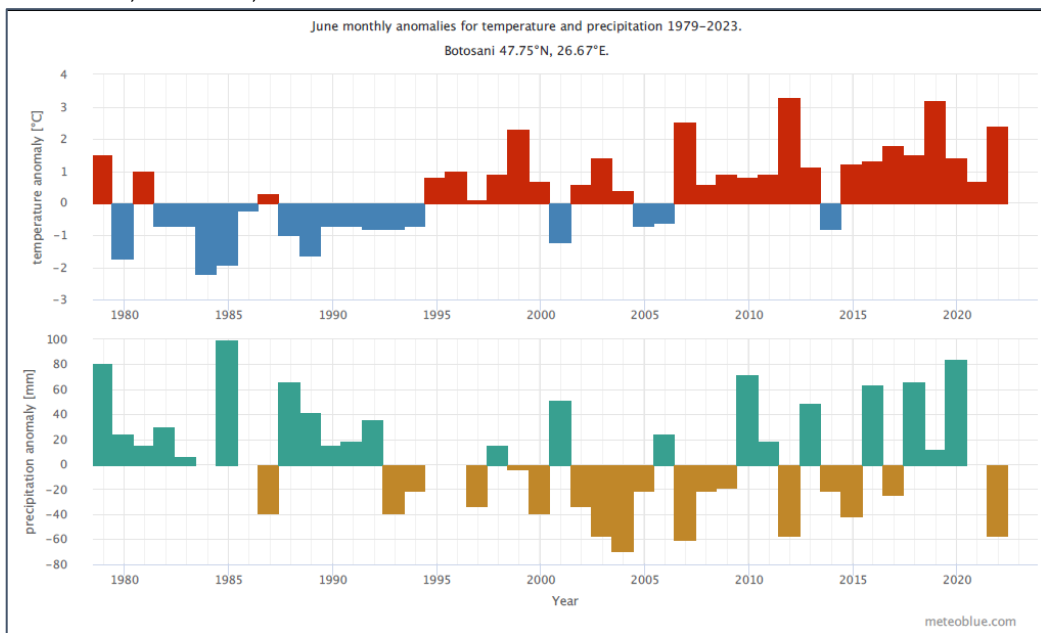 June monthly anomalies for temperature and precipitation 1979-2023.
Botosani 47.75°N, 26.67°E.
temperature anomaly [°C]
4
3
2
1
0
-1
-2
-3
1980 1985 1990 1995 2000 2005 2010 2015 2020
precipitation anomaly [mm]
100
80
60
40
20
0
-20
-40
-60
-80
1980 1985 1990 1995 2000 2005 2010 2015 2020
Year
meteoblue.com